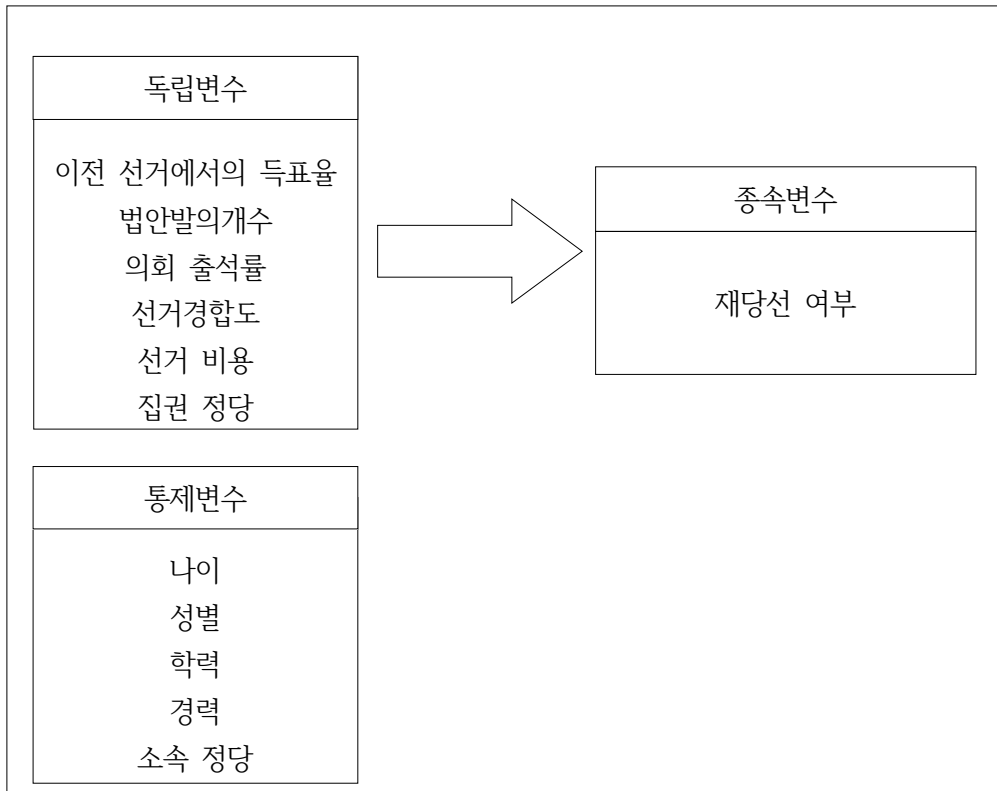 독립변수
이전 선거에서의 득표율
법안발의개수
의회 출석률
선거경합도
선거 비용
집권 정당
종속변수
재당선 여부
통제변수
나이
성별
학력
경력
소속 정당